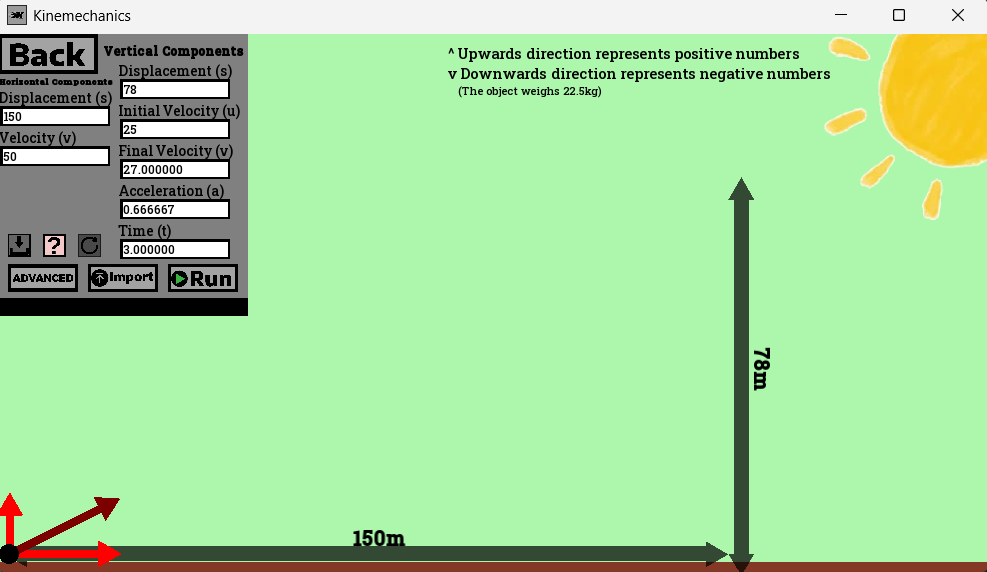 Kinemechanics
Back
Vertical Components
Horizontal Components
Displacement (s)
150
Velocity (v)
50
Displacement (s)
78
Initial Velocity (u)
25
Final Velocity (v)
27.000000
Acceleration (a)
0.666667
Time (t)
3.000000
?
ADVANCED
Import
Run
^ Upwards direction represents positive numbers
v Downwards direction represents negative numbers
(The object weighs 22.5kg)
78m
150m